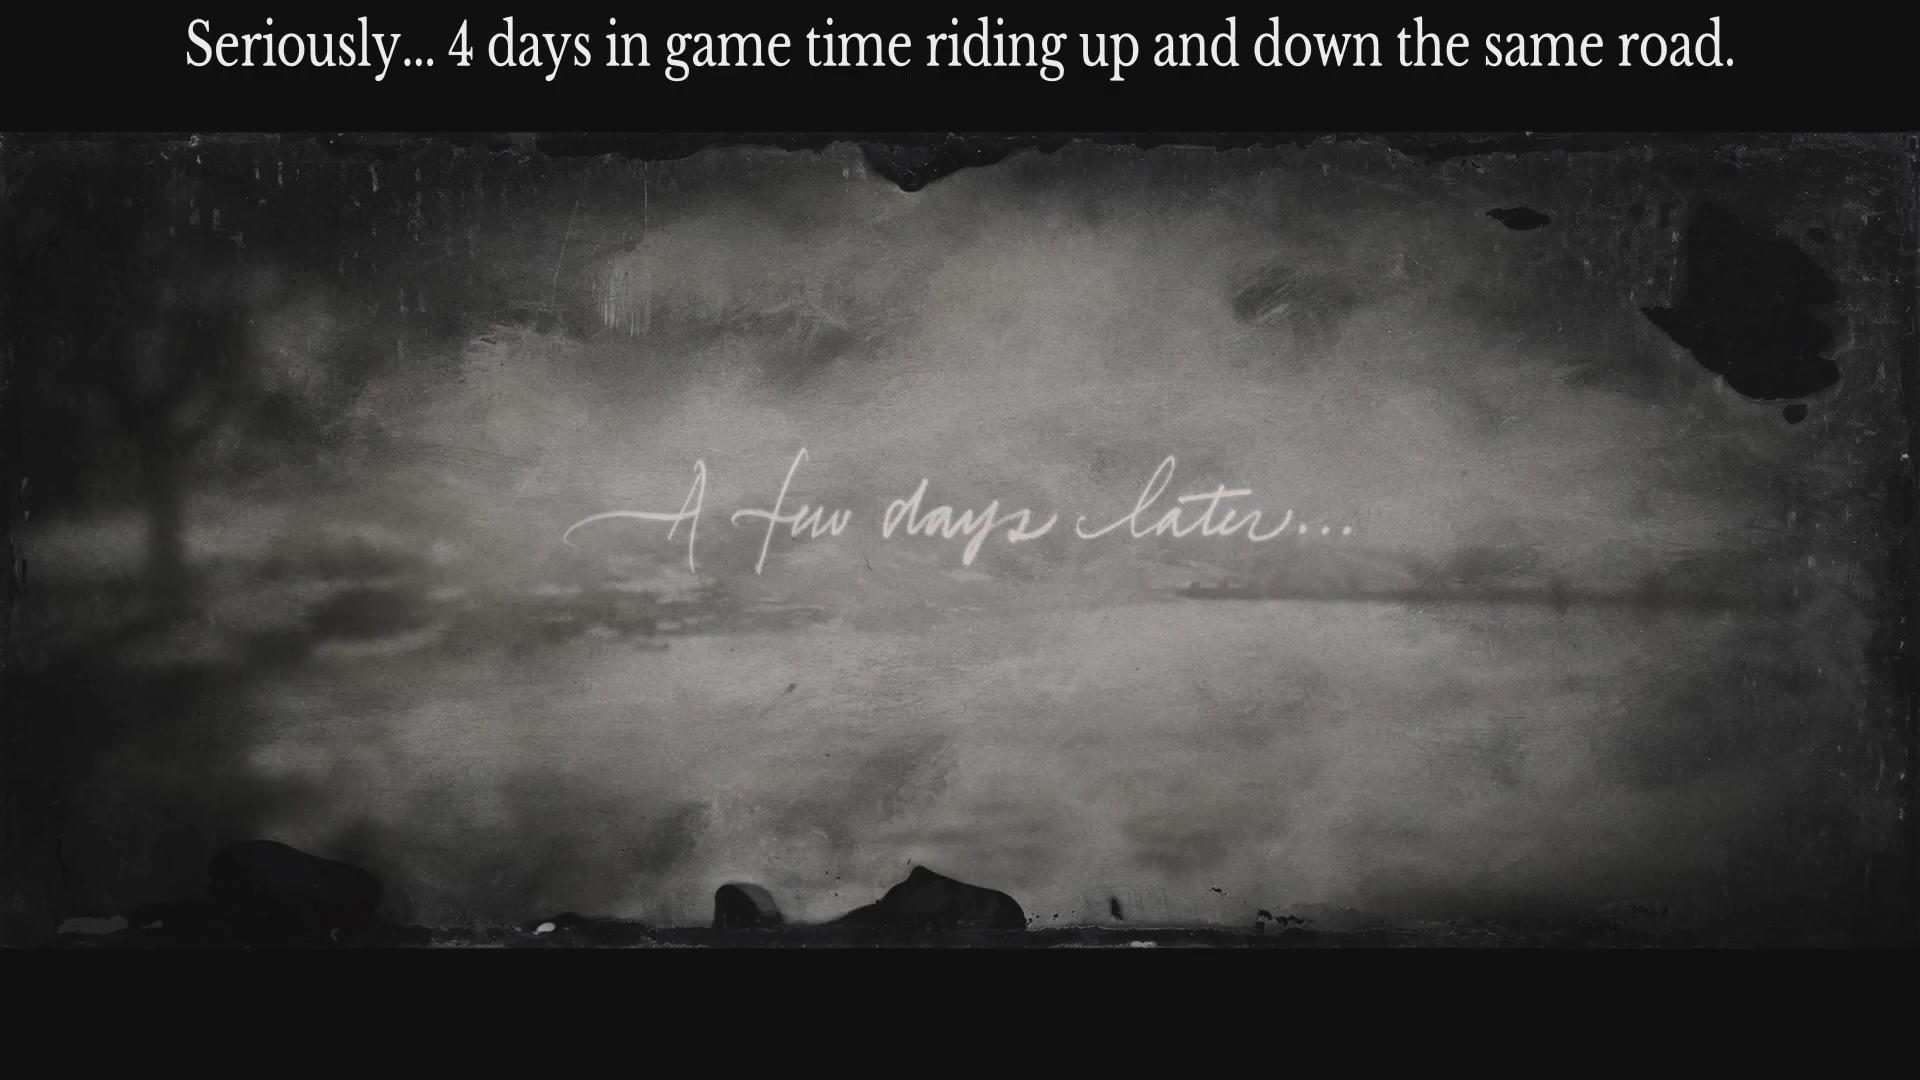 Seriously... 4 days in game time riding up and down the same road.
A few days later...